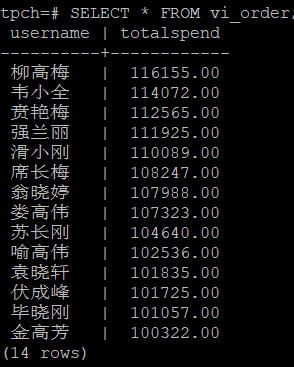 tpch=# SELECT * FROM vi_order;
username | totalspend
----------+------------
柳高梅 | 116155.00
韦小全 | 114072.00
贲艳梅 | 112565.00
强兰丽 | 111925.00
滑小刚 | 110089.00
席长梅 | 108247.00
翁晓婷 | 107988.00
娄高伟 | 107323.00
苏长刚 | 104640.00
喻高伟 | 102536.00
袁晓轩 | 101835.00
伏成峰 | 101725.00
毕晓刚 | 101057.00
金高芳 | 100322.00
(14 rows)